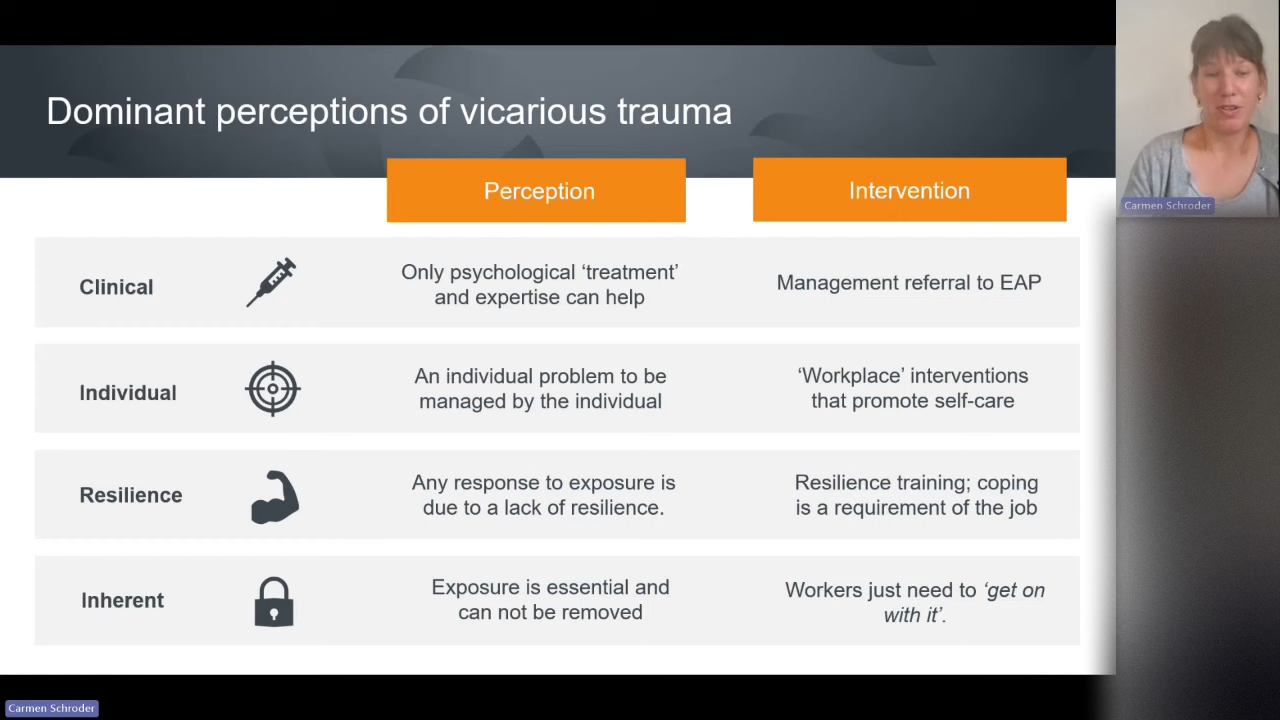 Dominant perceptions of vicarious trauma
Carmen Schroder
Perception
Intervention
Clinical
Only psychological ‘treatment’
and expertise can help
Management referral to EAP
Individual
An individual problem to be
managed by the individual
‘Workplace’ interventions
that promote self-care
Resilience
Any response to exposure is
due to a lack of resilience.
Resilience training; coping
is a requirement of the job
Inherent
Exposure is essential and
can not be removed
Workers just need to ‘get on
with it’.
Carmen Schroder